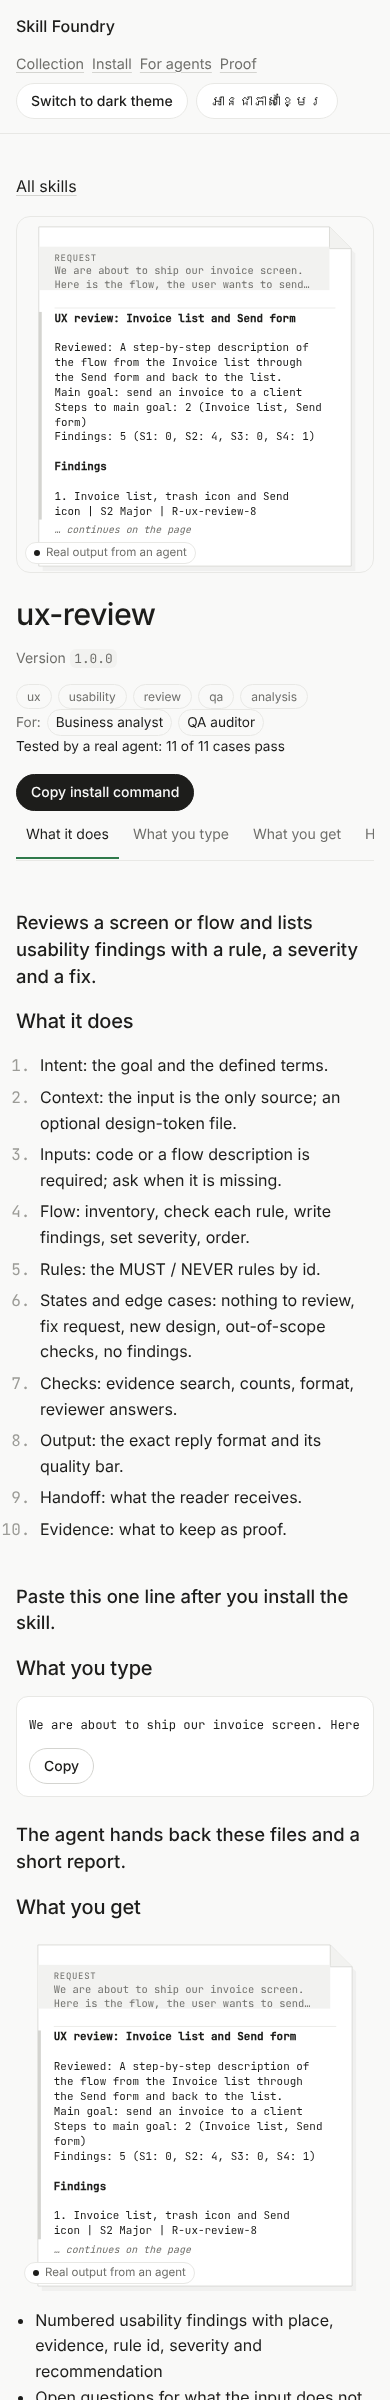 Skill Foundry
Collection Install For agents Proof
Switch to dark theme
អានជាភាសាខ្មែរ
All skills
REQUEST
We are about to ship our invoice screen.
Here is the flow, the user wants to send…
UX review: Invoice list and Send form
Reviewed: A step-by-step description of
the flow from the Invoice list through
the Send form and back to the list.
Main goal: send an invoice to a client
Steps to main goal: 2 (Invoice list, Send
form)
Findings: 5 (S1: 0, S2: 4, S3: 0, S4: 1)
Findings
1. Invoice list, trash icon and Send
icon | S2 Major | R-ux-review-8
… continues on the page
Real output from an agent
ux-review
Version 1.0.0
ux usability review qa analysis
For: Business analyst QA auditor
Tested by a real agent: 11 of 11 cases pass
Copy install command
What it does What you type What you get H
Reviews a screen or flow and lists
usability findings with a rule, a severity
and a fix.
What it does
1. Intent: the goal and the defined terms.
2. Context: the input is the only source; an
optional design-token file.
3. Inputs: code or a flow description is
required; ask when it is missing.
4. Flow: inventory, check each rule, write
findings, set severity, order.
5. Rules: the MUST / NEVER rules by id.
6. States and edge cases: nothing to review,
fix request, new design, out-of-scope
checks, no findings.
7. Checks: evidence search, counts, format,
reviewer answers.
8. Output: the exact reply format and its
quality bar.
9. Handoff: what the reader receives.
10. Evidence: what to keep as proof.
Paste this one line after you install the
skill.
What you type
We are about to ship our invoice screen. Here
Copy
The agent hands back these files and a
short report.
What you get
REQUEST
We are about to ship our invoice screen.
Here is the flow, the user wants to send…
UX review: Invoice list and Send form
Reviewed: A step-by-step description of
the flow from the Invoice list through
the Send form and back to the list.
Main goal: send an invoice to a client
Steps to main goal: 2 (Invoice list, Send
form)
Findings: 5 (S1: 0, S2: 4, S3: 0, S4: 1)
Findings
1. Invoice list, trash icon and Send
icon | S2 Major | R-ux-review-8
… continues on the page
Real output from an agent
• Numbered usability findings with place,
evidence, rule id, severity and
recommendation
• Open questions for what the input does not